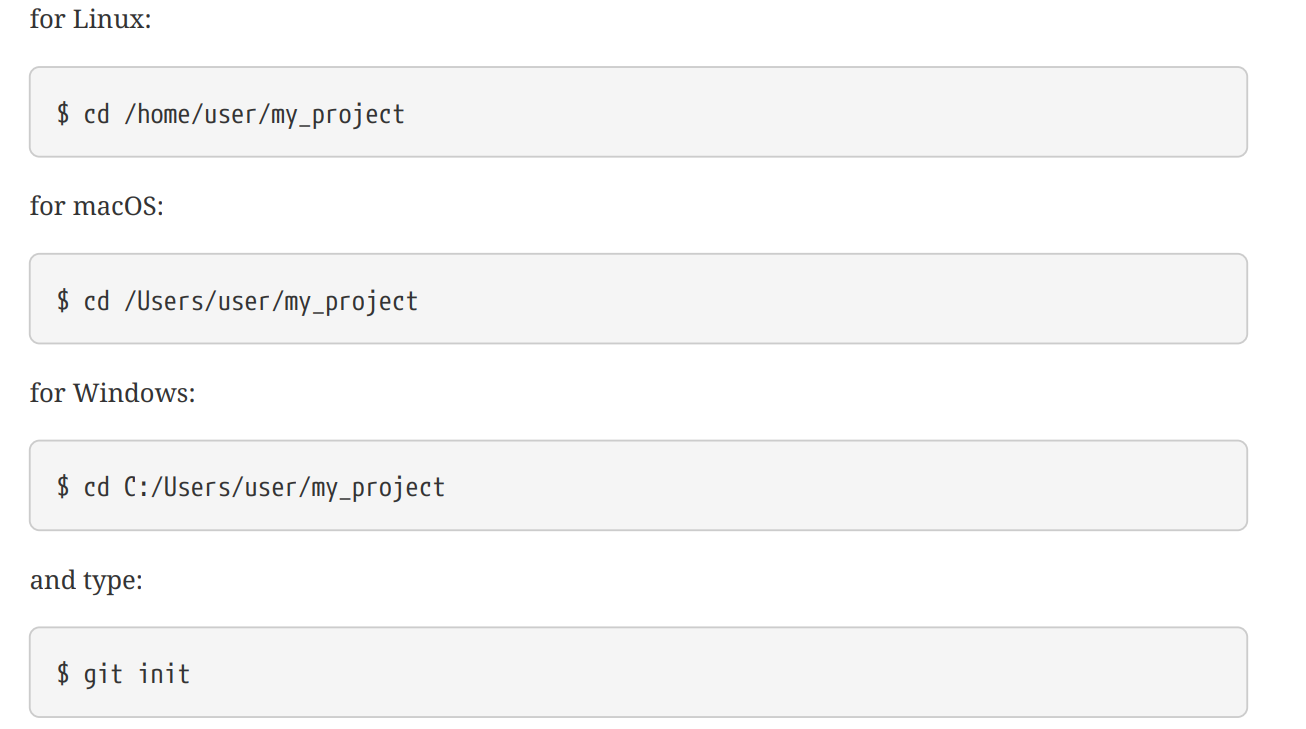 for Linux:
$ cd /home/user/my_project
for macOS:
$ cd /Users/user/my_project
for Windows:
$ cd C:/Users/user/my_project
and type:
$ git init